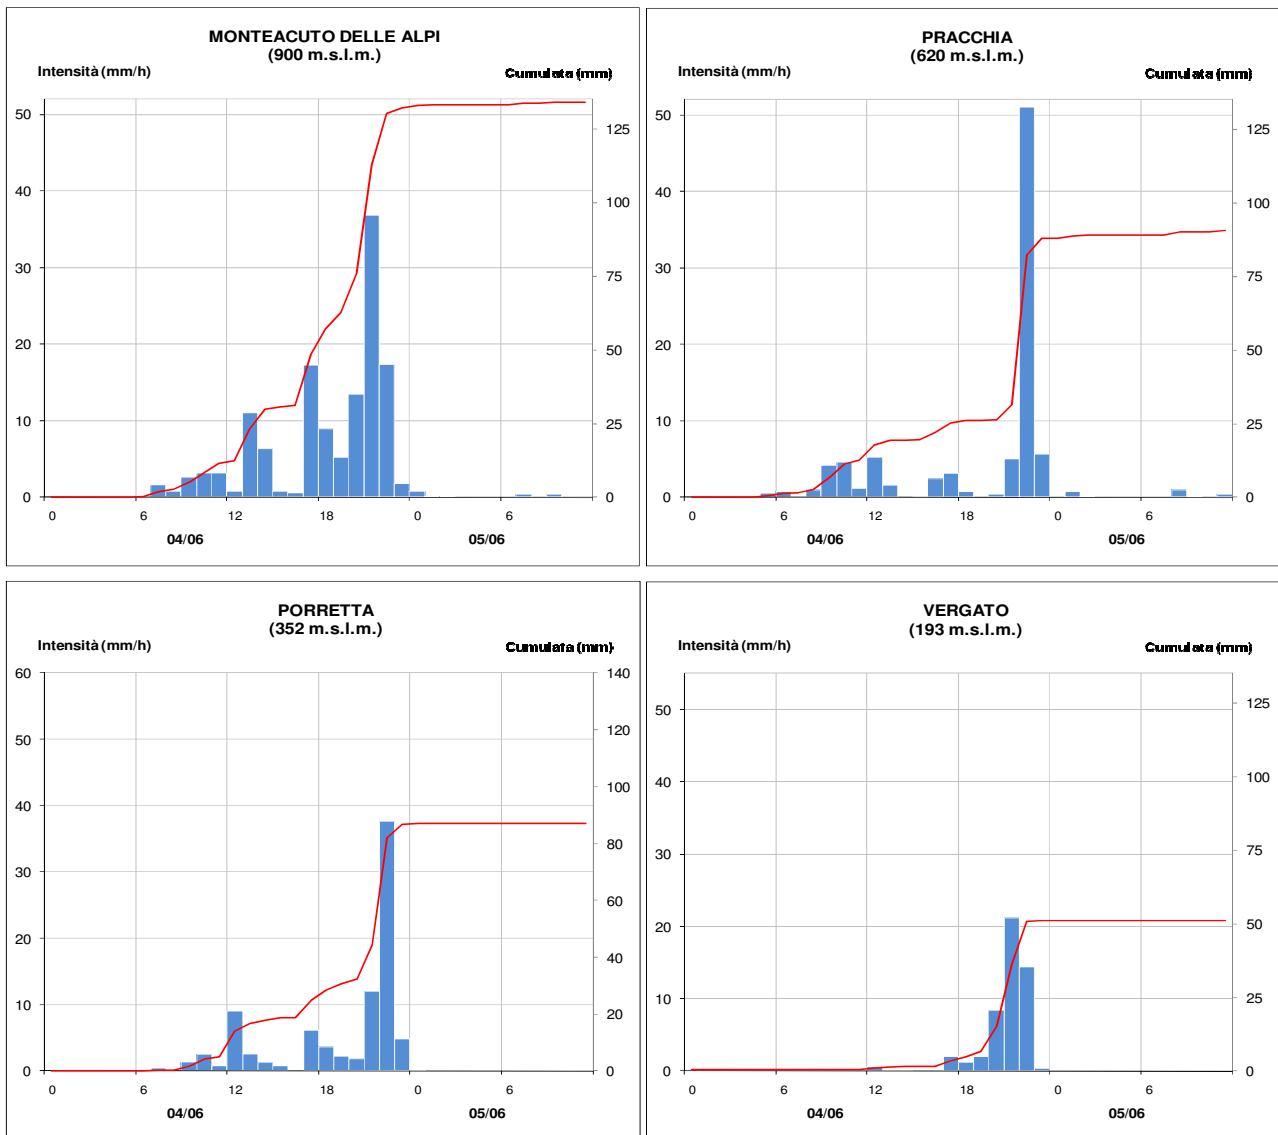 MONTEACUTO DELLE ALPI
(900 m.s.l.m.)
Intensità (mm/h)
Cumulata (mm)
50
40
30
20
10
0
125
100
75
50
25
0
0 6 12 18 0 6
04/06 05/06
PRACCHIA
(620 m.s.l.m.)
Intensità (mm/h)
Cumulata (mm)
50
40
30
20
10
0
125
100
75
50
25
0
0 6 12 18 0 6
04/06 05/06
PORRETTA
(352 m.s.l.m.)
Intensità (mm/h)
Cumulata (mm)
60
50
40
30
20
10
0
140
120
100
80
60
40
20
0
0 6 12 18 0 6
04/06 05/06
VERGATO
(193 m.s.l.m.)
Intensità (mm/h)
Cumulata (mm)
50
40
30
20
10
0
125
100
75
50
25
0
0 6 12 18 0 6
04/06 05/06